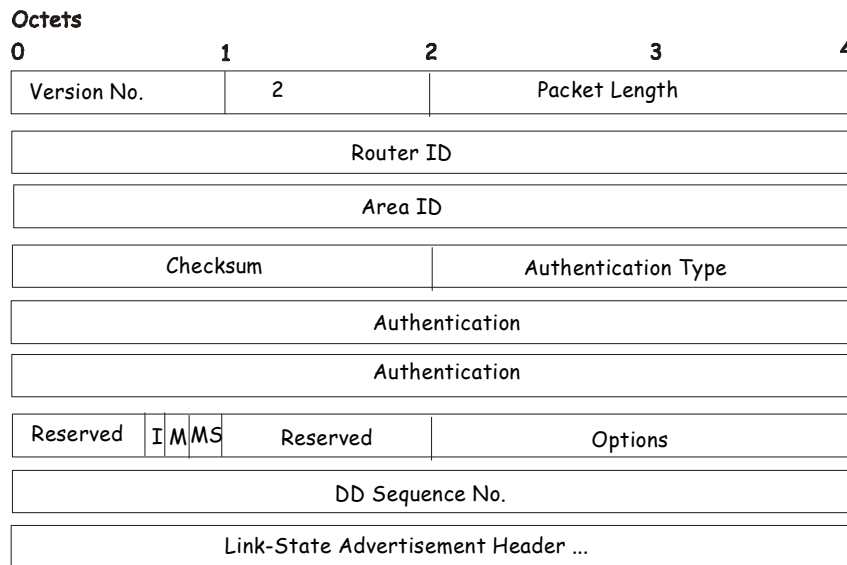 Octets
0 1 2 3 4
Version No. 2 Packet Length
Router ID
Area ID
Checksum Authentication Type
Authentication
Authentication
Reserved I M MS Reserved Options
DD Sequence No.
Link-State Advertisement Header ...